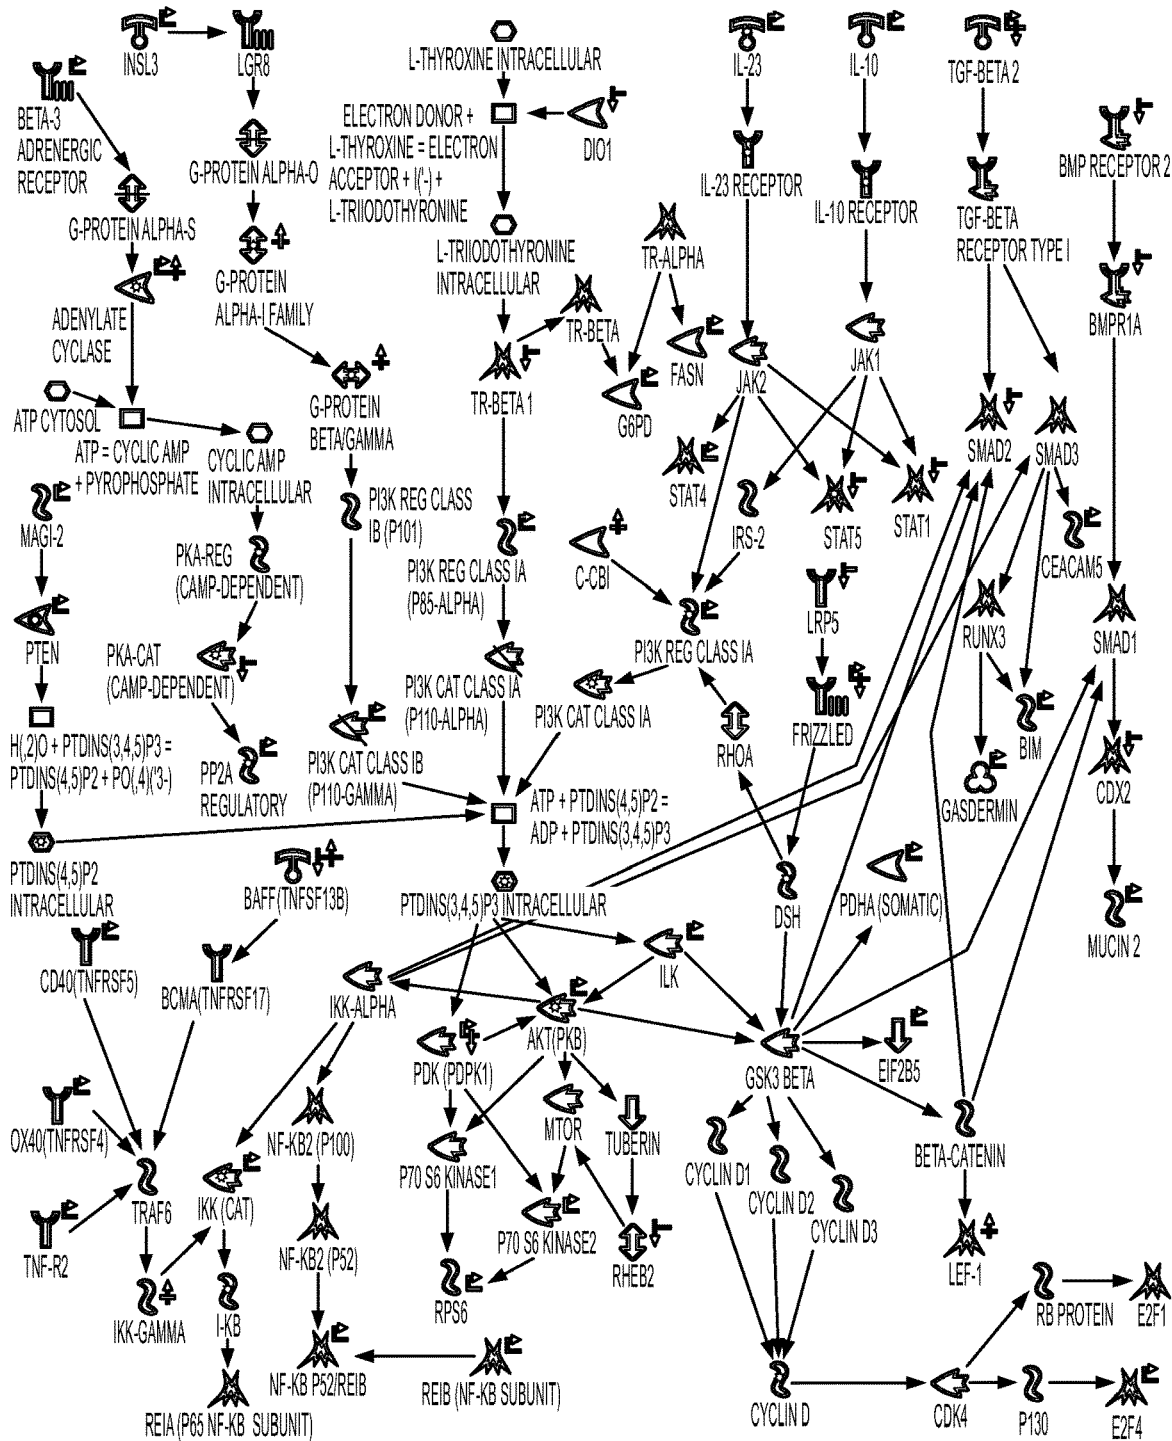 INSL3
LGR8
L-THYROXINE INTRACELLULAR
IL-23
IL-10
TGF-BETA 2
BETA-3
ADRENERGIC
RECEPTOR
G-PROTEIN ALPHA-O
ELECTRON DONOR +
L-THYROXINE = ELECTRON
ACCEPTOR + I('-) +
L-TRIIODOTHYRONINE
DIO1
IL-23 RECEPTOR
IL-10 RECEPTOR
TGF-BETA
RECEPTOR TYPE I
BMP RECEPTOR 2
G-PROTEIN ALPHA-S
G-PROTEIN
ALPHA-I FAMILY
L-TRIIODOTHYRONINE
INTRACELLULAR
TR-ALPHA
TR-BETA
BMPR1A
ADENYLATE
CYCLASE
FASN
JAK2
JAK1
ATP CYTOSOL
G-PROTEIN
BETA/GAMMA
TR-BETA 1
G6PD
ATP = CYCLIC AMP
+ PYROPHOSPHATE
CYCLIC AMP
INTRACELLULAR
SMAD2
SMAD3
STAT4
STAT5
STAT1
MAGI-2
PI3K REG CLASS
IB (P101)
IRS-2
PKA-REG
(CAMP-DEPENDENT)
PI3K REG CLASS IA
(P85-ALPHA)
C-CBI
CEACAM5
LRP5
RUNX3
SMAD1
PTEN
PKA-CAT
(CAMP-DEPENDENT)
PI3K REG CLASS IA
PI3K CAT CLASS IA
(P110-ALPHA)
PI3K CAT CLASS IA
FRIZZLED
BIM
H(,2)O + PTDINS(3,4,5)P3 =
PTDINS(4,5)P2 + PO(,4)('3-)
PP2A
REGULATORY
PI3K CAT CLASS IB
(P110-GAMMA)
RHOA
GASDERMIN
CDX2
ATP + PTDINS(4,5)P2 =
ADP + PTDINS(3,4,5)P3
PTDINS(4,5)P2
INTRACELLULAR
BAFF(TNFSF13B)
PTDINS(3,4,5)P3 INTRACELLULAR
DSH
PDHA (SOMATIC)
MUCIN 2
CD40(TNFRSF5)
BCMA(TNFRSF17)
IKK-ALPHA
ILK
AKT(PKB)
PDK (PDPK1)
GSK3 BETA
EIF2B5
OX40(TNFRSF4)
NF-KB2 (P100)
MTOR
TUBERIN
BETA-CATENIN
P70 S6 KINASE1
CYCLIN D1
CYCLIN D2
CYCLIN D3
TRAF6
IKK (CAT)
TNF-R2
NF-KB2 (P52)
P70 S6 KINASE2
RHEB2
LEF-1
IKK-GAMMA
I-KB
RPS6
RB PROTEIN
E2F1
NF-KB P52/REIB
REIB (NF-KB SUBUNIT)
REIA (P65 NF-KB SUBUNIT)
CYCLIN D
CDK4
P130
E2F4